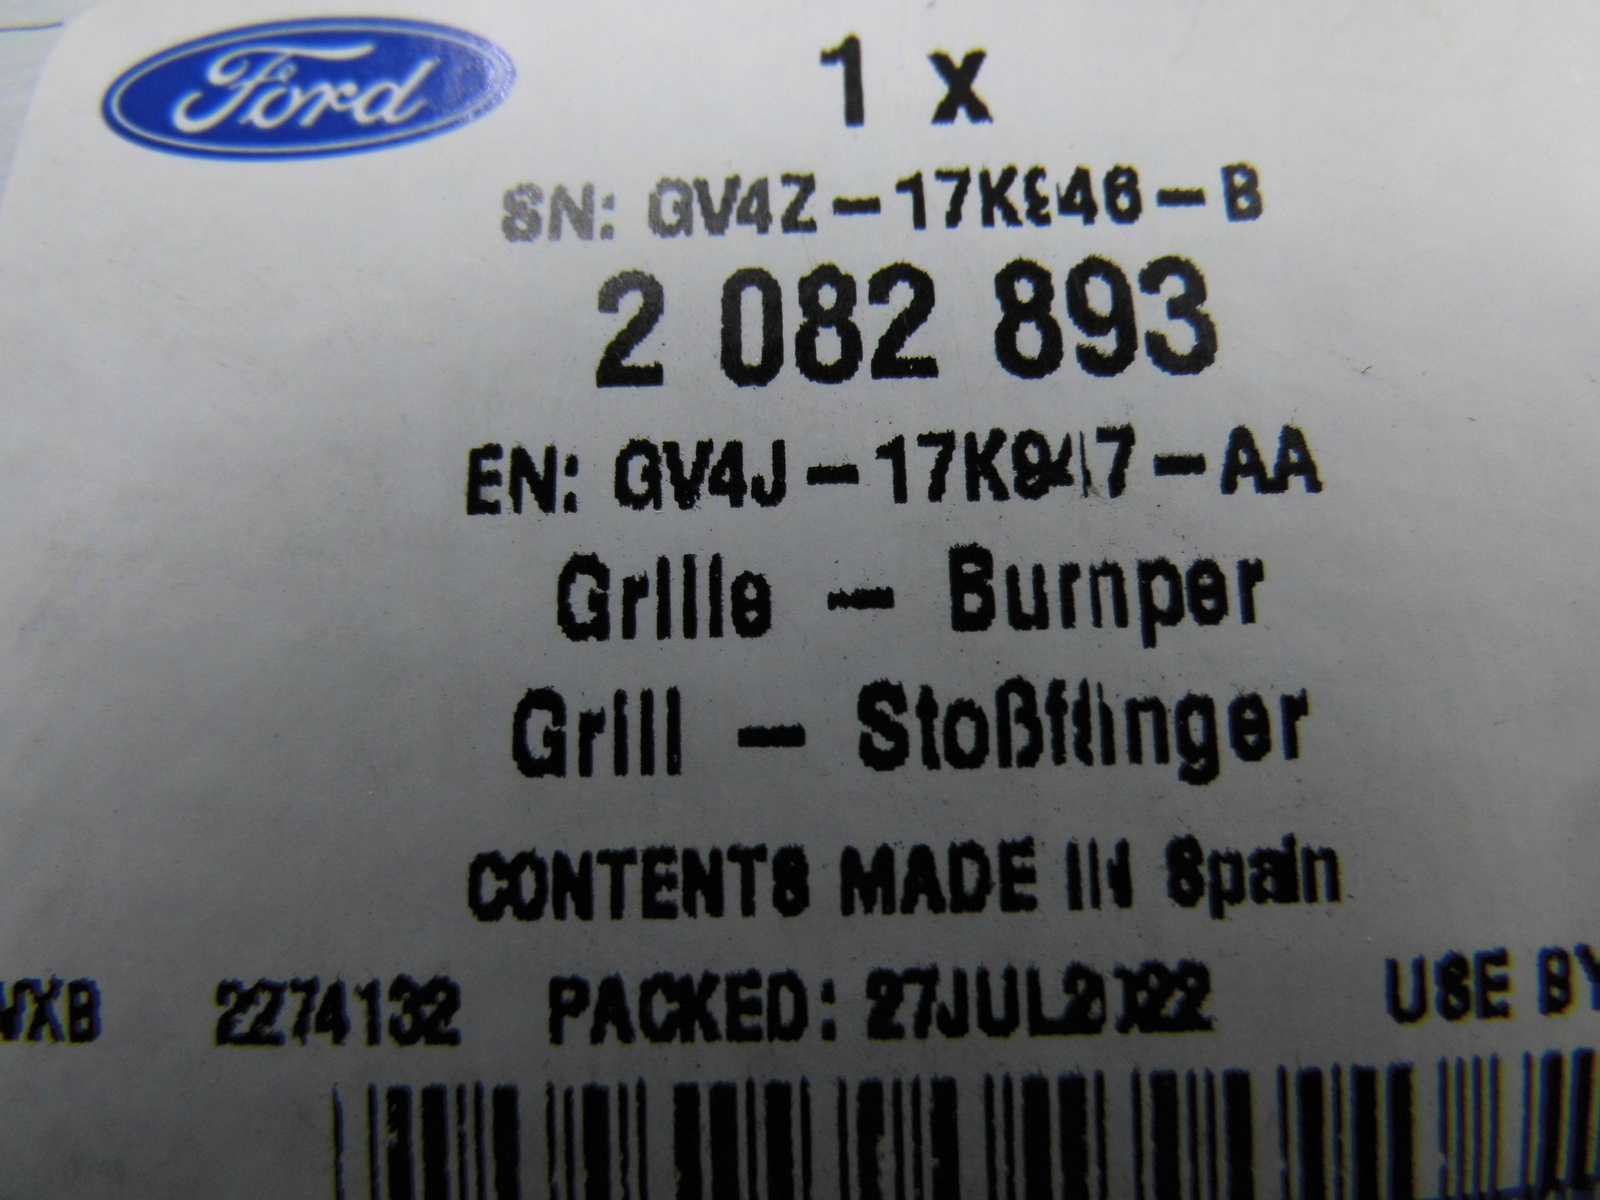 Ford
1 x
SN: GV4Z-17K946-B
2 082 893
EN: GV4J-17K947-AA
Grille - Bumper
Grill - Stoßfänger
CONTENTS MADE IN Spain
2274132 PACKED: 27JUL2022 USE BY